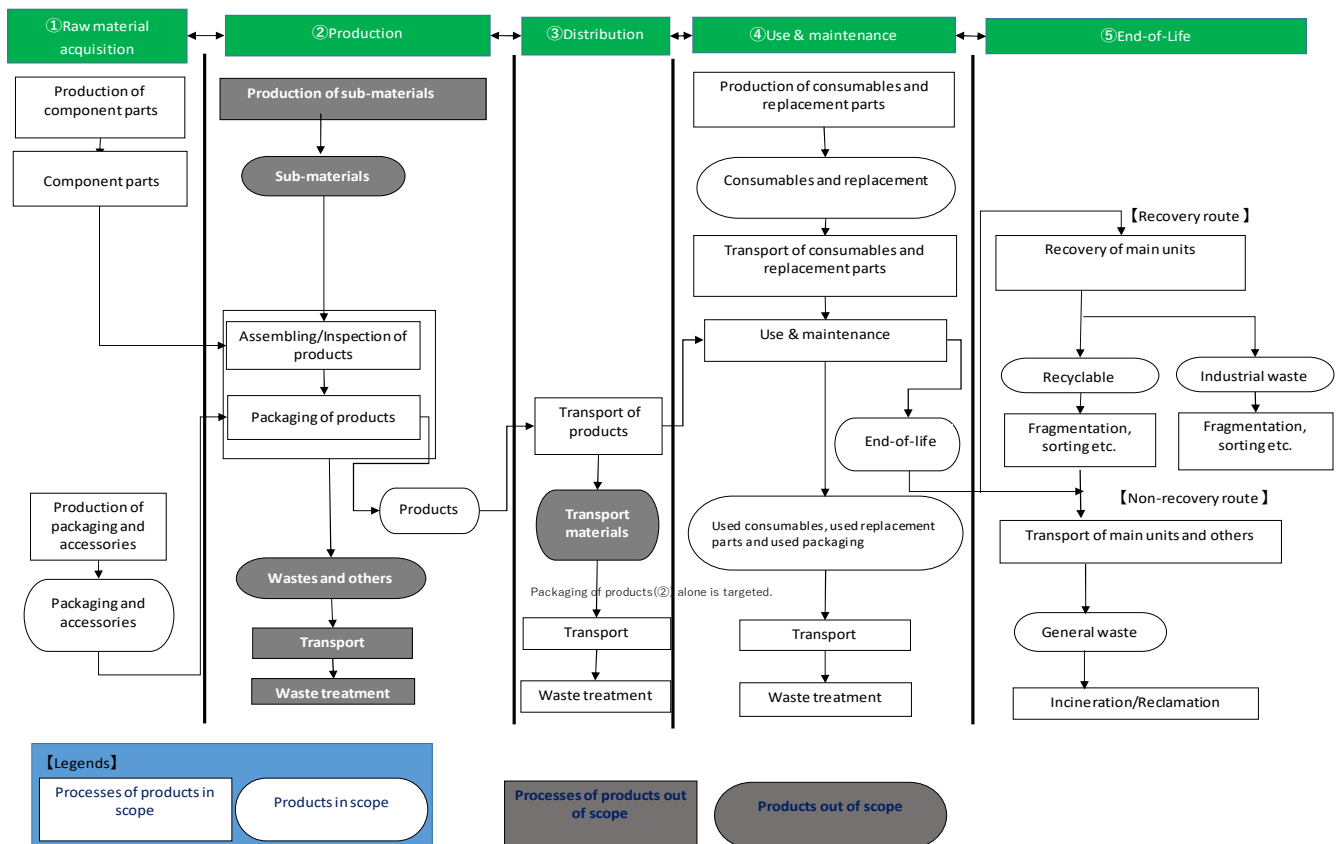 ①Raw material
acquisition
②Production
③Distribution
④Use & maintenance
⑤End-of-Life
Production of
component parts
Component parts
Production of
packaging and
accessories
Packaging and
accessories
Production of sub-materials
Sub-materials
Assembling/Inspection of
products
Packaging of products
Products
Wastes and others
Transport
Waste treatment
Transport of
products
Transport
materials
Packaging of products(②) alone is targeted.
Transport
Waste treatment
Production of consumables and
replacement parts
Consumables and replacement
Transport of consumables and
replacement parts
Use & maintenance
End-of-life
Used consumables, used replacement
parts and used packaging
Transport
Waste treatment
【Recovery route】
Recovery of main units
Recyclable
Industrial waste
Fragmentation,
sorting etc.
Fragmentation,
sorting etc.
【Non-recovery route】
Transport of main units and others
General waste
Incineration/Reclamation
【Legends】
Processes of products in
scope
Products in scope
Processes of products out
of scope
Products out of scope